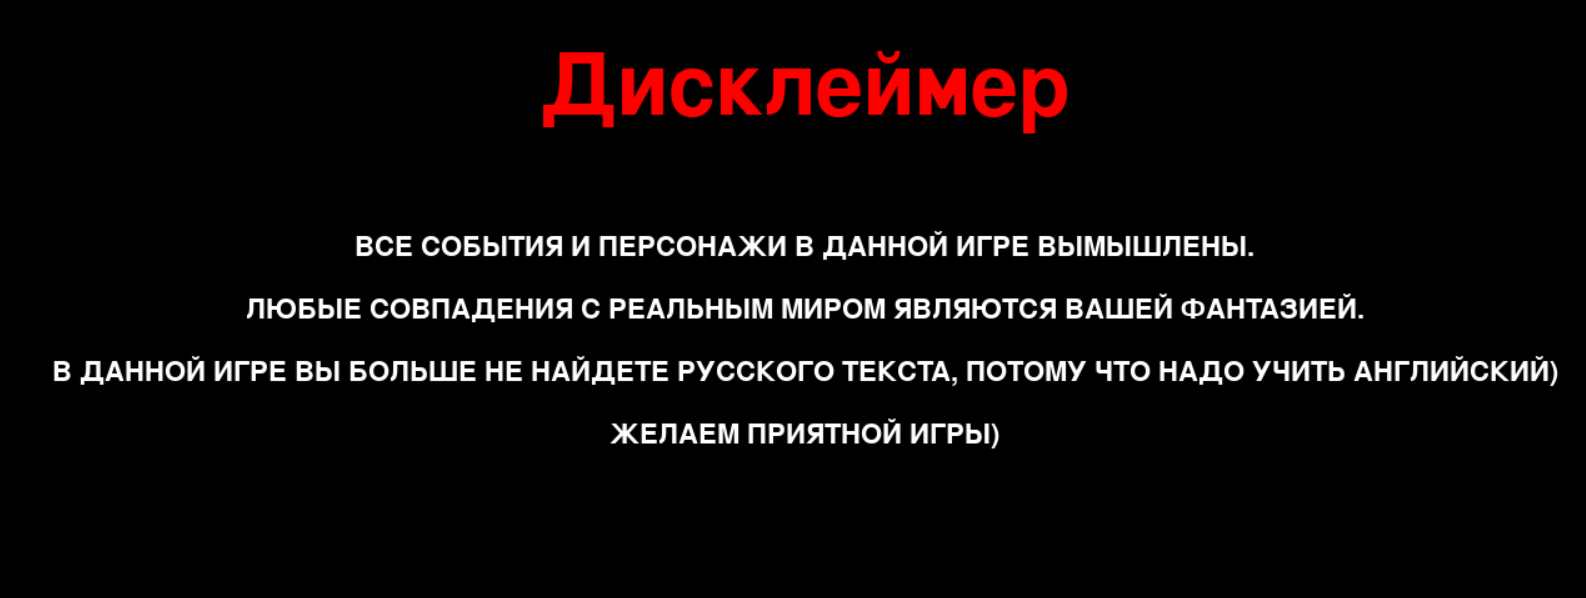 Дисклеймер
ВСЕ СОБЫТИЯ И ПЕРСОНАЖИ В ДАННОЙ ИГРЕ ВЫМЫШЛЕНЫ.
ЛЮБЫЕ СОВПАДЕНИЯ С РЕАЛЬНЫМ МИРОМ ЯВЛЯЮТСЯ ВАШЕЙ ФАНТАЗИЕЙ.
В ДАННОЙ ИГРЕ ВЫ БОЛЬШЕ НЕ НАЙДЕТЕ РУССКОГО ТЕКСТА, ПОТОМУ ЧТО НАДО УЧИТЬ АНГЛИЙСКИЙ)
ЖЕЛАЕМ ПРИЯТНОЙ ИГРЫ)